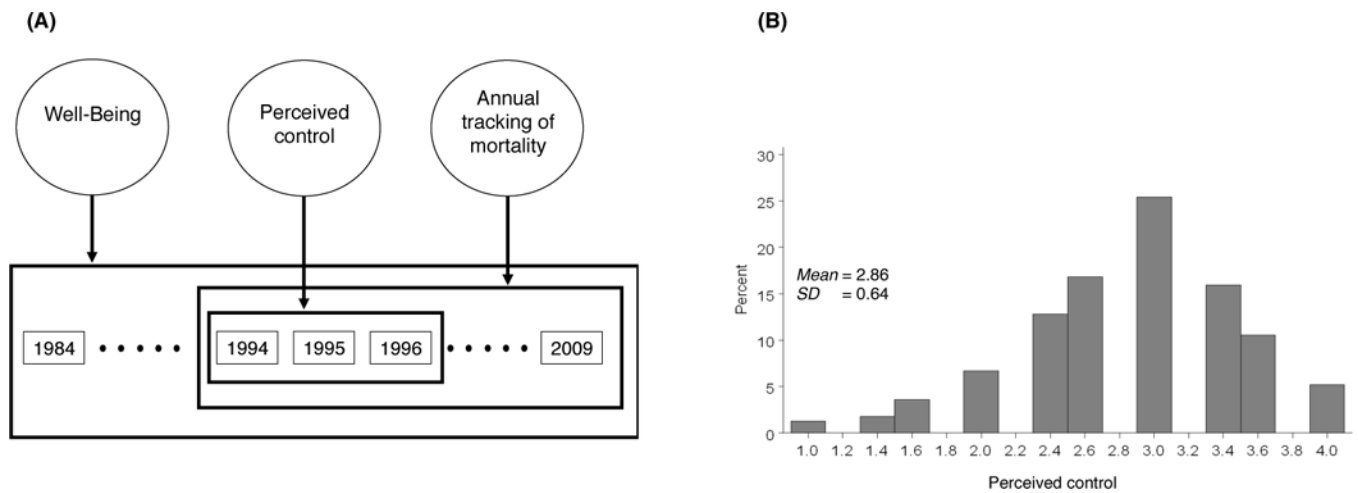 (A)
Well-Being
Perceived
control
Annual
tracking of
mortality
1984
1994
1995
1996
2009
(B)
30
25
20
15
10
5
0
Percent
Mean = 2.86
SD = 0.64
1.0 1.2 1.4 1.6 1.8 2.0 2.2 2.4 2.6 2.8 3.0 3.2 3.4 3.6 3.8 4.0
Perceived control